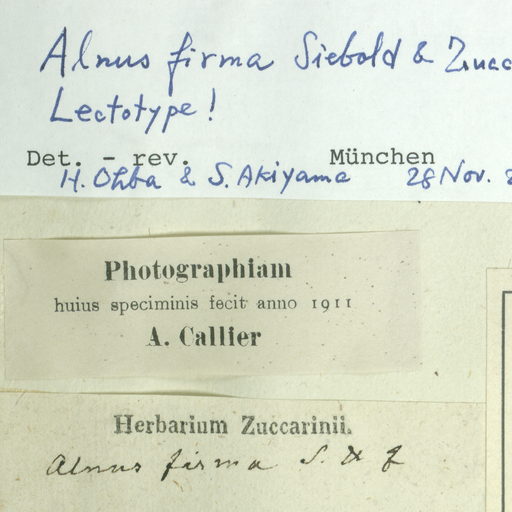 Alnus firma Siebold & Zucc
Lectotype!
Det. - rev. München
H. Ohba & S. Akiyama 28 Nov.
Photographiam
huius speciminis fecit anno 1911
A. Callier
Herbarium Zuccarinii.
Alnus firma S. & Z